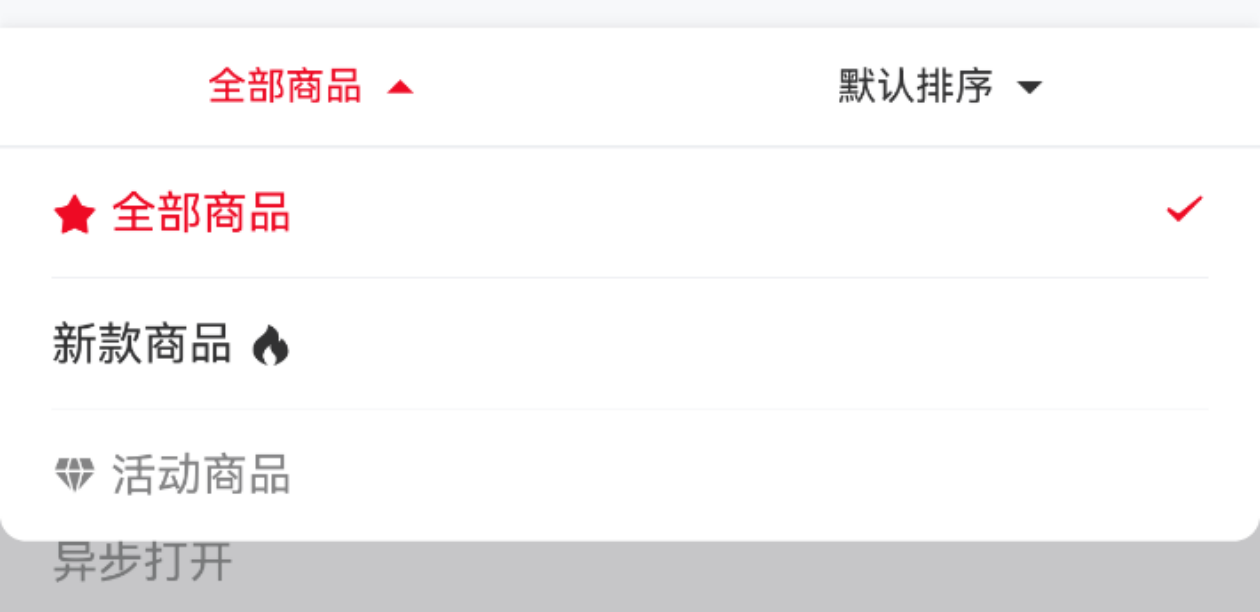 全部商品 默认排序
全部商品
新款商品
活动商品
异步打开